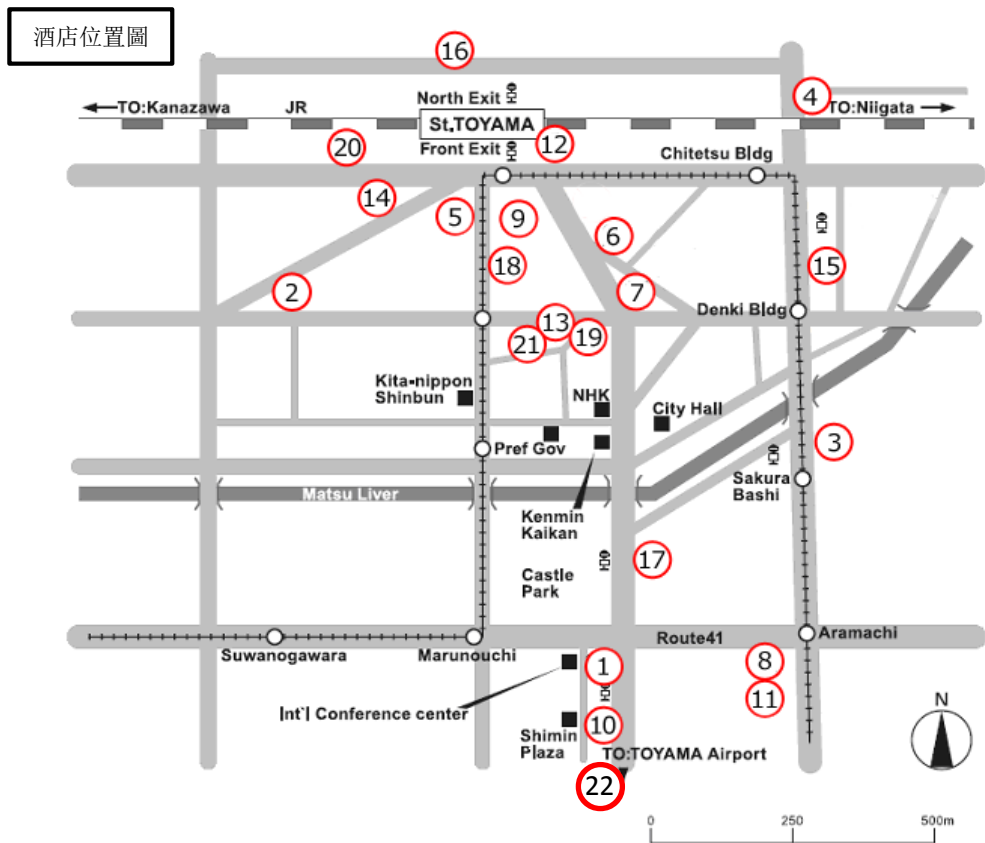 酒店位置圖
16
North Exit
4
TO:Kanazawa
JR
TO:Niigata
St.TOYAMA
20
Front Exit
12
Chitetsu Bldg
14
5
9
6
18
15
2
7
Denki Bldg
13
21
19
Kita-nippon
Shinbun
NHK
City Hall
Pref Gov
3
Sakura
Bashi
Matsu Liver
Kenmin
Kaikan
17
Castle
Park
Route41
Aramachi
Suwanogawara
Marunouchi
1
8
11
Int'l Conference center
10
Shimin
Plaza
N
TO:TOYAMA Airport
22
0
250
500m